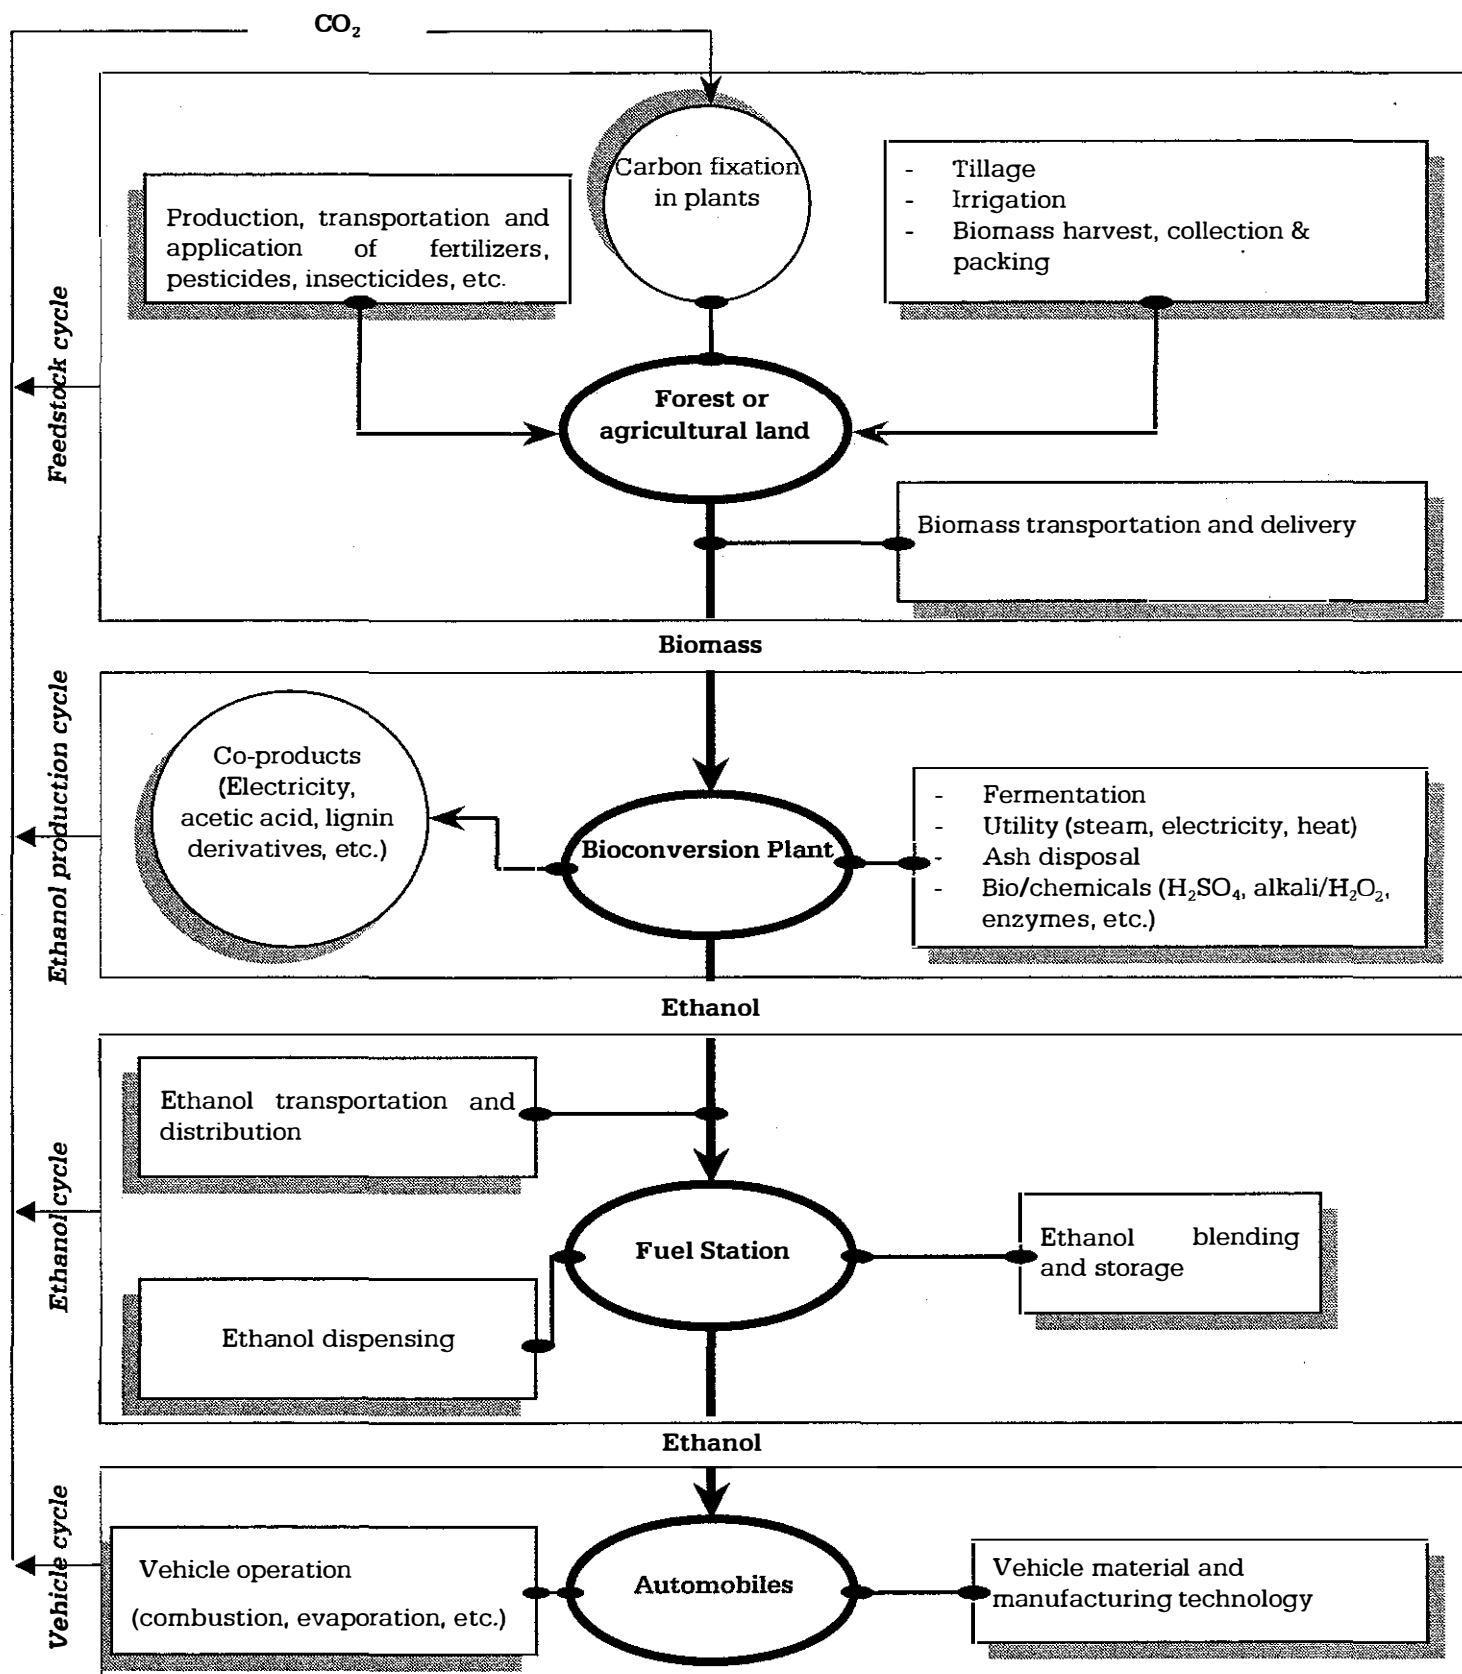 CO₂
Feedstock cycle
Carbon fixation
in plants
Production, transportation and
application of fertilizers,
pesticides, insecticides, etc.
- Tillage
- Irrigation
- Biomass harvest, collection &
packing
Forest or
agricultural land
Biomass transportation and delivery
Biomass
Ethanol production cycle
Co-products
(Electricity,
acetic acid, lignin
derivatives, etc.)
Bioconversion Plant
- Fermentation
- Utility (steam, electricity, heat)
- Ash disposal
- Bio/chemicals (H₂SO₄, alkali/H₂O₂,
enzymes, etc.)
Ethanol
Ethanol cycle
Ethanol transportation and
distribution
Fuel Station
Ethanol blending
and storage
Ethanol dispensing
Ethanol
Vehicle cycle
Vehicle operation
(combustion, evaporation, etc.)
Automobiles
Vehicle material and
manufacturing technology